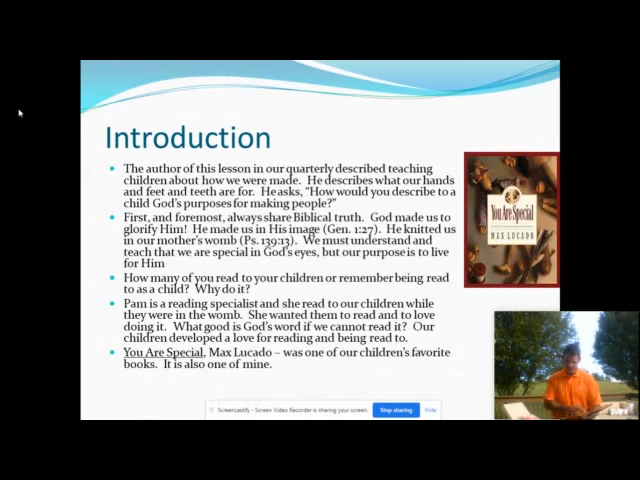 Introduction
The author of this lesson in our quarterly described teaching
children about how we were made. He describes what our hands
and feet and teeth are for. He asks, "How would you describe to a
child God's purposes for making people?"
First, and foremost, always share Biblical truth. God made us to
glorify Him! He made us in His image (Gen. 1:27). He knitted us
in our mother's womb (Ps. 139:13). We must understand and
teach that we are special in God's eyes, but our purpose is to live
for Him
How many of you read to your children or remember being read
to as a child? Why do it?
Pam is a reading specialist and she read to our children while
they were in the womb. She wanted them to read and to love
doing it. What good is God's word if we cannot read it? Our
children developed a love for reading and being read to.
You Are Special, Max Lucado – was one of our children's favorite
books. It is also one of mine.
You Are Special
MAX LUCADO
Screencastify - Screen Video Recorder is sharing your screen.
Stop sharing
Hide